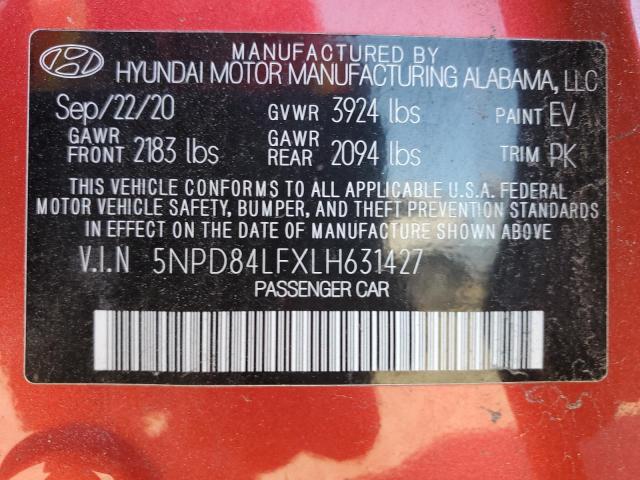 MANUFACTURED BY
HYUNDAI MOTOR MANUFACTURING ALABAMA, LLC
Sep/22/20 GVWR 3924 lbs PAINT EV
GAWR FRONT 2183 lbs GAWR REAR 2094 lbs TRIM PK
THIS VEHICLE CONFORMS TO ALL APPLICABLE U.S.A. FEDERAL
MOTOR VEHICLE SAFETY, BUMPER, AND THEFT PREVENTION STANDARDS
IN EFFECT ON THE DATE OF MANUFACTURE SHOWN ABOVE.
V.I.N 5NPD84LFXLH631427
PASSENGER CAR